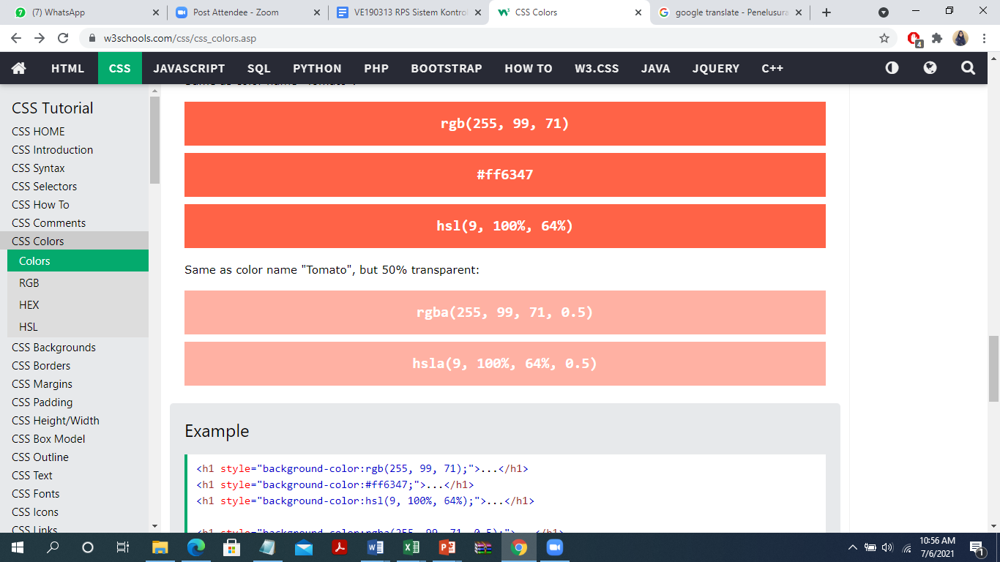 (7) WhatsApp
Post Attendee - Zoom
VE190313 RPS Sistem Kontro
CSS Colors
google translate - Penelusura
w3schools.com/css/css_colors.asp
4
HTML
CSS
JAVASCRIPT
SQL
PYTHON
PHP
BOOTSTRAP
HOW TO
W3.CSS
JAVA
JQUERY
C++
CSS Tutorial
CSS HOME
CSS Introduction
CSS Syntax
CSS Selectors
CSS How To
CSS Comments
CSS Colors
Colors
RGB
HEX
HSL
CSS Backgrounds
CSS Borders
CSS Margins
CSS Padding
CSS Height/Width
CSS Box Model
CSS Outline
CSS Text
CSS Fonts
CSS Icons
CSS Links
Same as color name "Tomato":
rgb(255, 99, 71)
#ff6347
hsl(9, 100%, 64%)
Same as color name "Tomato", but 50% transparent:
rgba(255, 99, 71, 0.5)
hsla(9, 100%, 64%, 0.5)
Example
<h1 style="background-color:rgb(255, 99, 71);">...</h1>
<h1 style="background-color:#ff6347;">...</h1>
<h1 style="background-color:hsl(9, 100%, 64%);">...</h1>
<h1 style="background-color:rgba(255, 99, 71, 0.5);">...</h1>
10:56 AM
7/6/2021
1